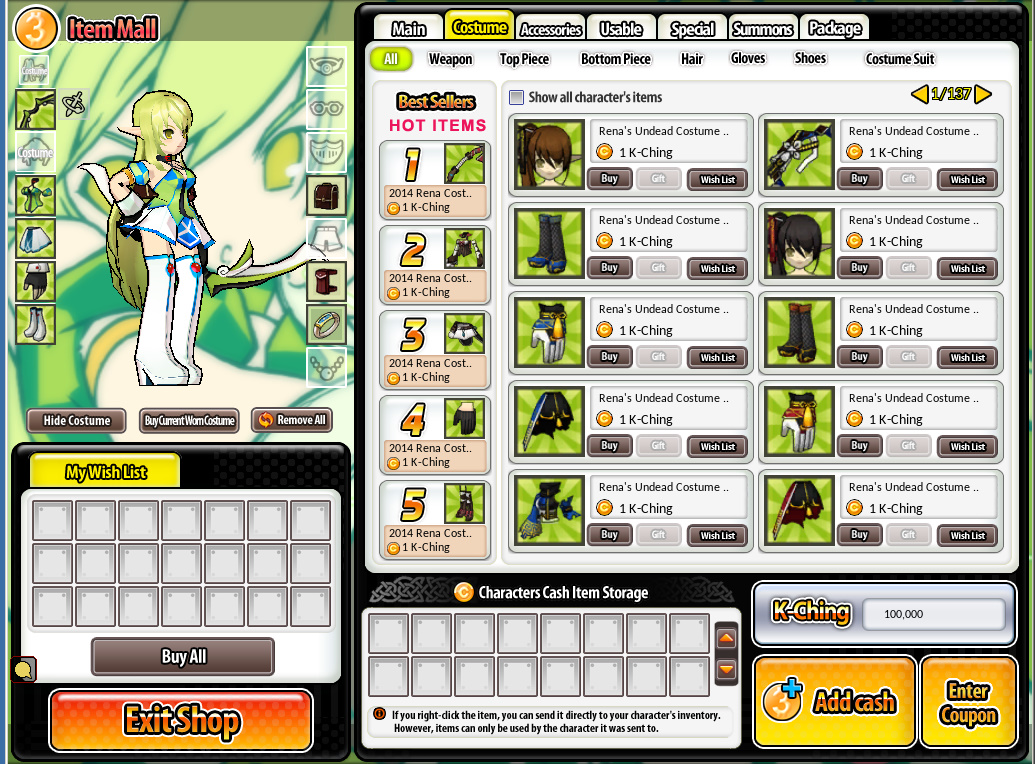 3 Item Mall
Costume
Costume
Hide Costume
Buy Current Worn Costume
Remove All
My Wish List
Buy All
Exit Shop
Main
Costume
Accessories
Usable
Special
Summons
Package
All
Weapon
Top Piece
Bottom Piece
Hair
Gloves
Shoes
Costume Suit
Best Sellers
HOT ITEMS
1
2014 Rena Cost..
C 1 K-Ching
2
2014 Rena Cost..
C 1 K-Ching
3
2014 Rena Cost..
C 1 K-Ching
4
2014 Rena Cost..
C 1 K-Ching
5
2014 Rena Cost..
C 1 K-Ching
Show all character's items
1/137
Rena's Undead Costume ..
C 1 K-Ching
Buy Gift Wish List
Rena's Undead Costume ..
C 1 K-Ching
Buy Gift Wish List
Rena's Undead Costume ..
C 1 K-Ching
Buy Gift Wish List
Rena's Undead Costume ..
C 1 K-Ching
Buy Gift Wish List
Rena's Undead Costume ..
C 1 K-Ching
Buy Gift Wish List
Rena's Undead Costume ..
C 1 K-Ching
Buy Gift Wish List
Rena's Undead Costume ..
C 1 K-Ching
Buy Gift Wish List
Rena's Undead Costume ..
C 1 K-Ching
Buy Gift Wish List
Rena's Undead Costume ..
C 1 K-Ching
Buy Gift Wish List
Rena's Undead Costume ..
C 1 K-Ching
Buy Gift Wish List
C Characters Cash Item Storage
If you right-click the item, you can send it directly to your character's inventory.
However, items can only be used by the character it was sent to.
K-Ching 100,000
3 Add cash
Enter
Coupon